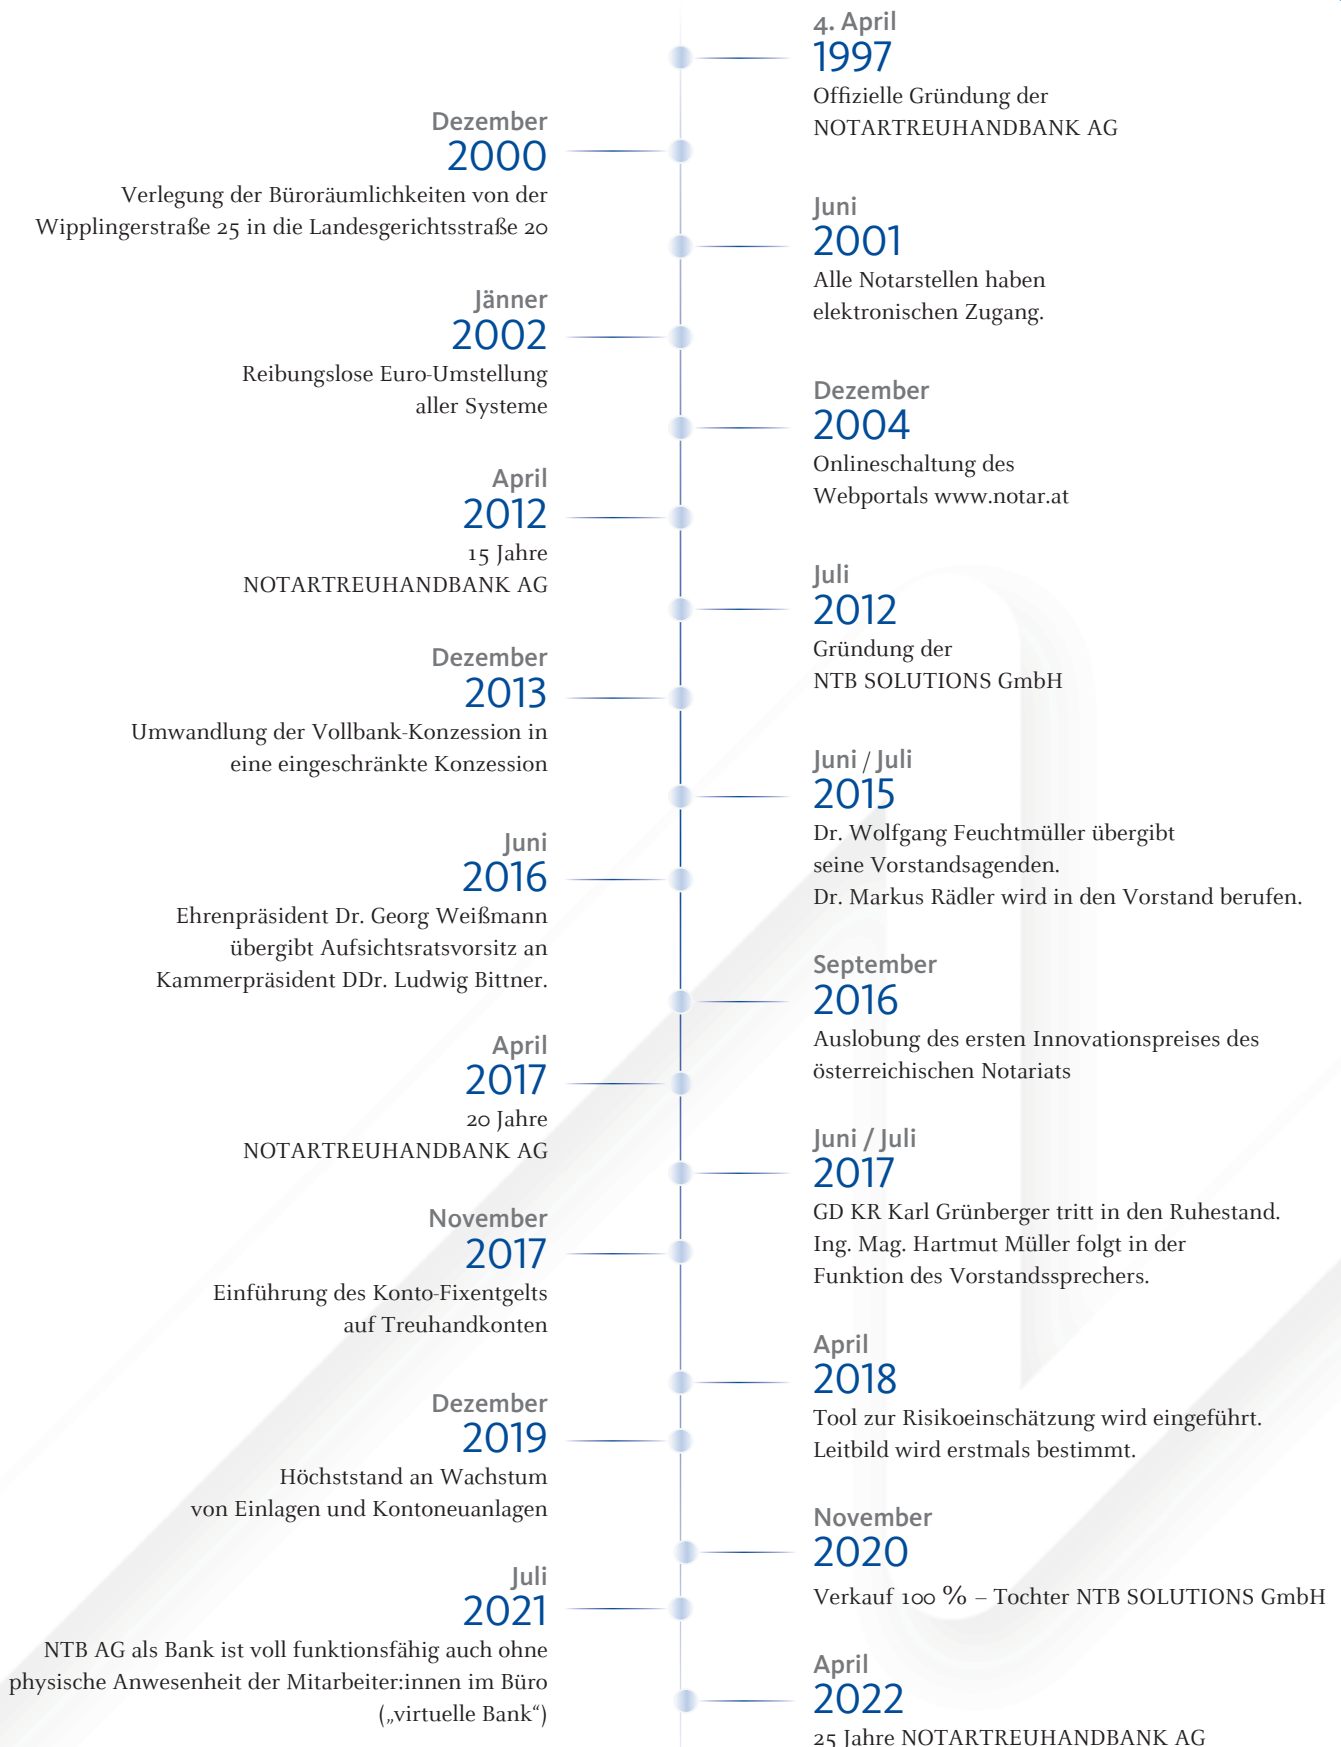 4. April
1997
Offizielle Gründung der
NOTARTREUHANDBANK AG
Dezember
2000
Verlegung der Büroräumlichkeiten von der
Wipplingerstraße 25 in die Landesgerichtsstraße 20
Juni
2001
Alle Notarstellen haben
elektronischen Zugang.
Jänner
2002
Reibungslose Euro-Umstellung
aller Systeme
Dezember
2004
Onlineschaltung des
Webportals www.notar.at
April
2012
15 Jahre
NOTARTREUHANDBANK AG
Juli
2012
Gründung der
NTB SOLUTIONS GmbH
Dezember
2013
Umwandlung der Vollbank-Konzession in
eine eingeschränkte Konzession
Juni / Juli
2015
Dr. Wolfgang Feuchtmüller übergibt
seine Vorstandsagenden.
Dr. Markus Rädler wird in den Vorstand berufen.
Juni
2016
Ehrenpräsident Dr. Georg Weißmann
übergibt Aufsichtsratsvorsitz an
Kammerpräsident DDr. Ludwig Bittner.
September
2016
Auslobung des ersten Innovationspreises des
österreichischen Notariats
April
2017
20 Jahre
NOTARTREUHANDBANK AG
Juni / Juli
2017
GD KR Karl Grünberger tritt in den Ruhestand.
Ing. Mag. Hartmut Müller folgt in der
Funktion des Vorstandssprechers.
November
2017
Einführung des Konto-Fixentgelts
auf Treuhandkonten
April
2018
Tool zur Risikoeinschätzung wird eingeführt.
Leitbild wird erstmals bestimmt.
Dezember
2019
Höchststand an Wachstum
von Einlagen und Kontoneuanlagen
November
2020
Verkauf 100 % – Tochter NTB SOLUTIONS GmbH
Juli
2021
NTB AG als Bank ist voll funktionsfähig auch ohne
physische Anwesenheit der Mitarbeiter:innen im Büro
(„virtuelle Bank“)
April
2022
25 Jahre NOTARTREUHANDBANK AG